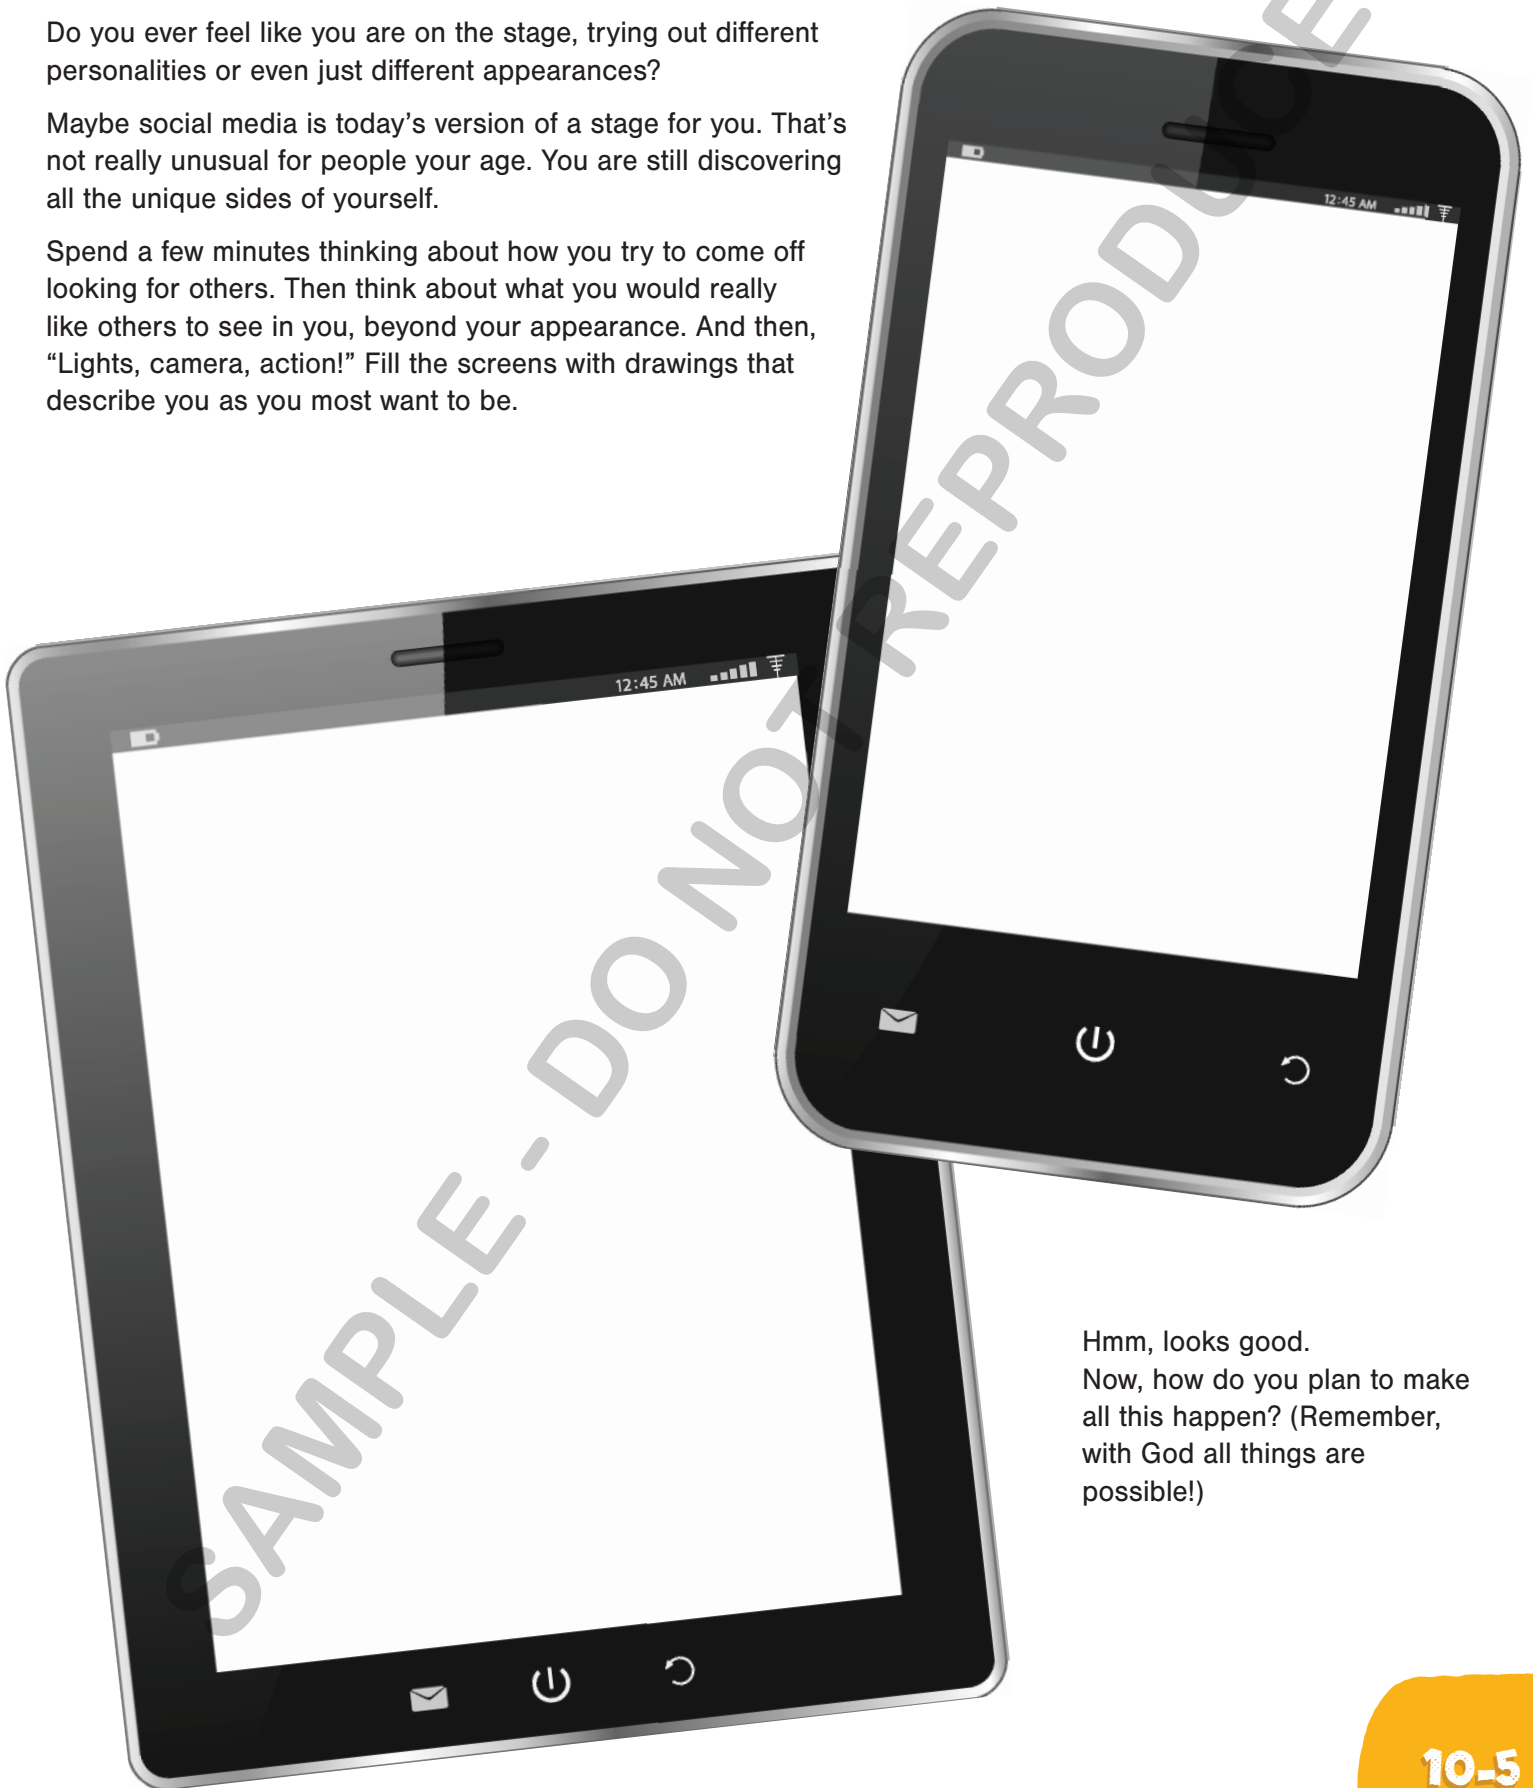 Do you ever feel like you are on the stage, trying out different
personalities or even just different appearances?
Maybe social media is today's version of a stage for you. That's
not really unusual for people your age. You are still discovering
all the unique sides of yourself.
Spend a few minutes thinking about how you try to come off
looking for others. Then think about what you would really
like others to see in you, beyond your appearance. And then,
“Lights, camera, action!” Fill the screens with drawings that
describe you as you most want to be.
12:45 AM
12:45 AM
SAMPLE - DO NOT REPRODUCE
Hmm, looks good.
Now, how do you plan to make
all this happen? (Remember,
with God all things are
possible!)
10-5